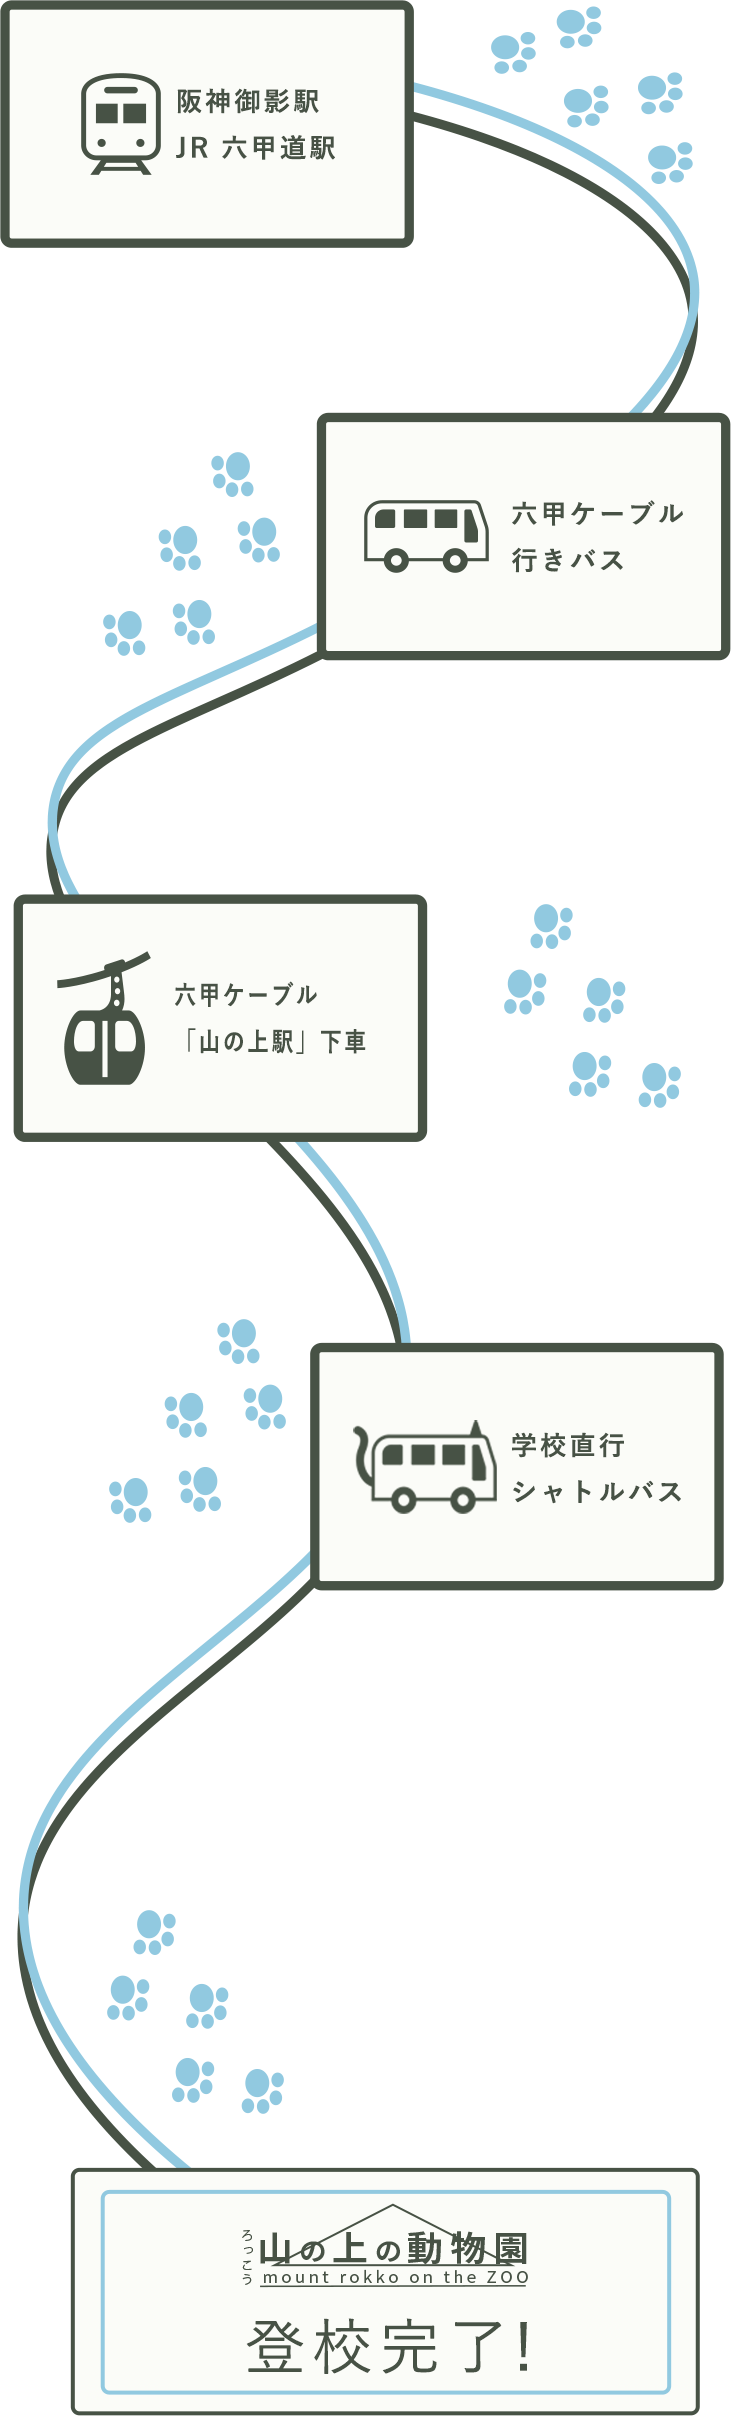 阪神御影駅
JR 六甲道駅
六甲ケーブル
行きバス
六甲ケーブル
「山の上駅」下車
学校直行
シャトルバス
ろっこう
山の上の動物園
mount rokko on the ZOO
登校完了!